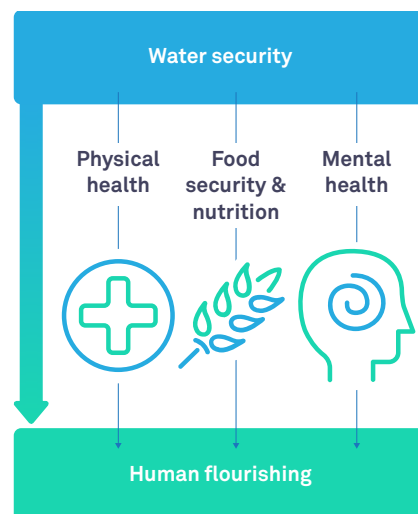 Water security
Physical
health
Food
security &
nutrition
Mental
health
Human flourishing